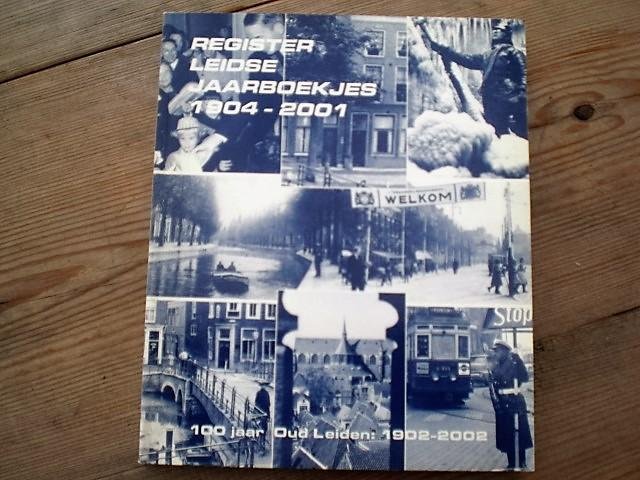 REGISTER
LEIDSE
JAARBOEKJES
1904 - 2001
WELKOM
Stop
100 jaar Oud Leiden: 1902-2002